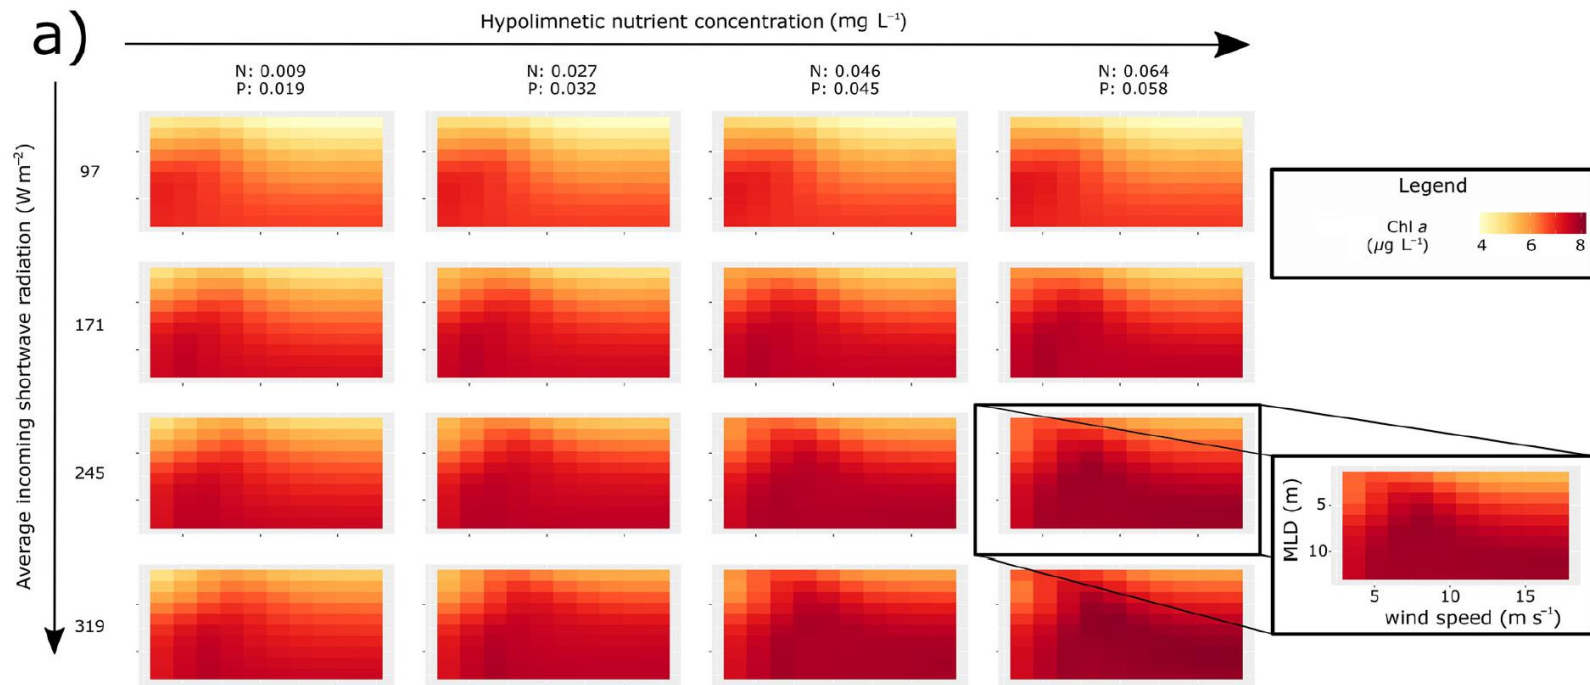 a)
Hypolimnetic nutrient concentration (mg L⁻¹)
N: 0.009
P: 0.019
N: 0.027
P: 0.032
N: 0.046
P: 0.045
N: 0.064
P: 0.058
Average incoming shortwave radiation (W m⁻²)
97
171
245
319
Legend
Chl a
(µg L⁻¹)
4 6 8
MLD (m)
5
10
5 10 15
wind speed (m s⁻¹)